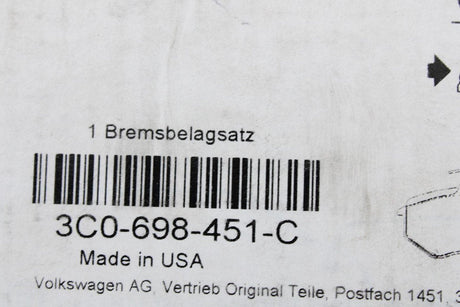 1 Bremsbelagsatz
3C0-698-451-C
Made in USA
Volkswagen AG, Vertrieb Original Teile, Postfach 1451,